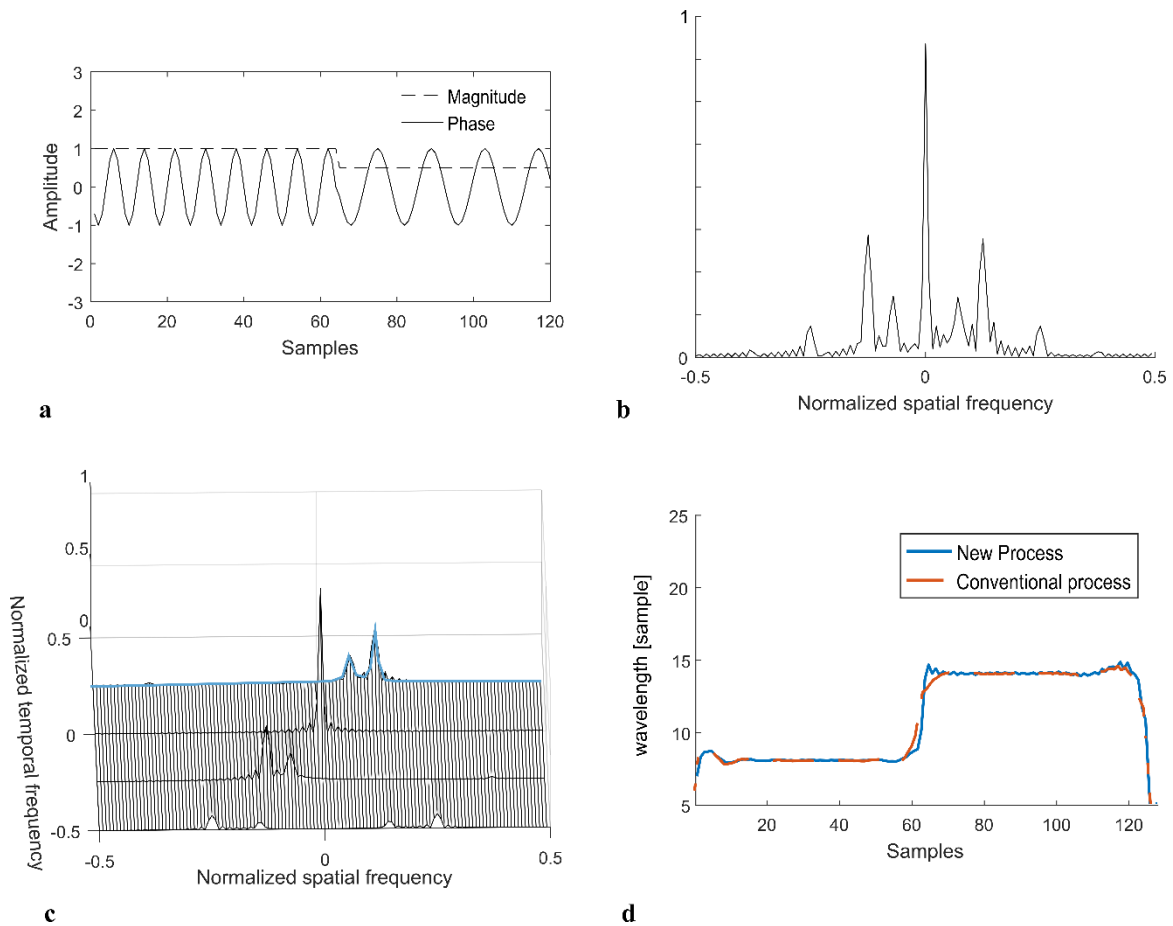 3
2
1
0
-1
-2
-3
Amplitude
Magnitude
Phase
0 20 40 60 80 100 120
Samples
a
1
0
-0.5 0 0.5
Normalized spatial frequency
b
1
0.5
0
0.5
0
-0.5
Normalized temporal frequency
-0.5 0 0.5
Normalized spatial frequency
c
25
20
15
10
5
wavelength [sample]
New Process
Conventional process
20 40 60 80 100 120
Samples
d